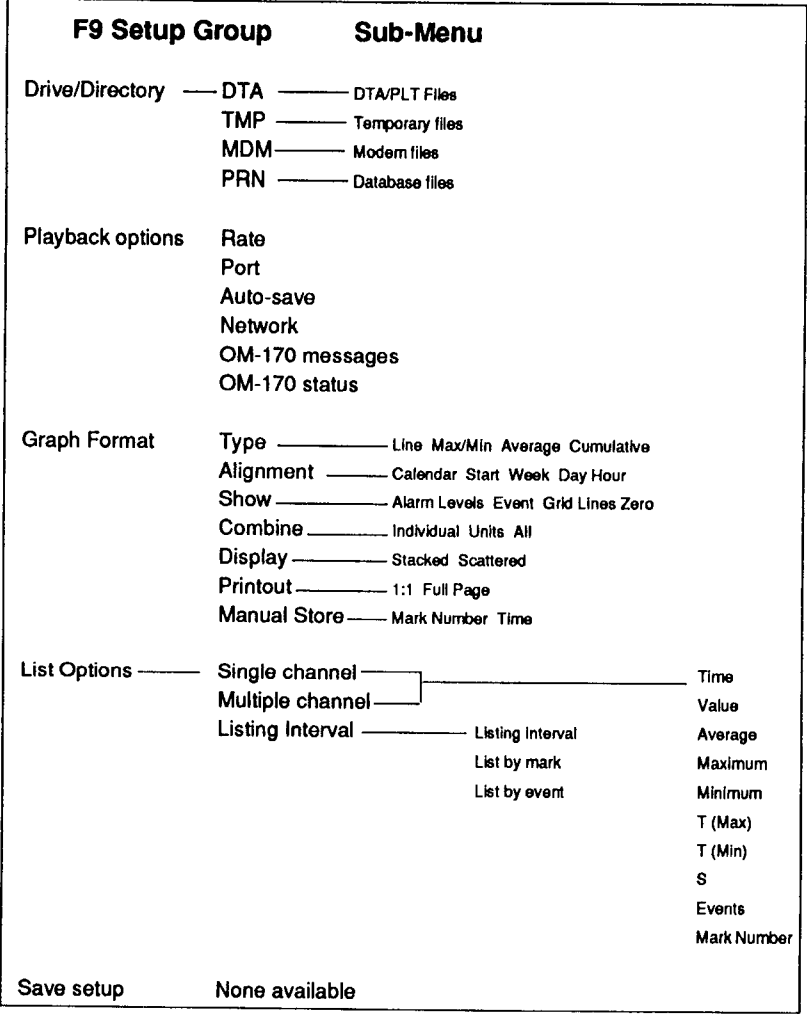 F9 Setup Group Sub-Menu
Drive/Directory DTA DTA/PLT Files
TMP Temporary files
MDM Modem files
PRN Database files
Playback options Rate
Port
Auto-save
Network
OM-170 messages
OM-170 status
Graph Format Type Line Max/Min Average Cumulative
Alignment Calendar Start Week Day Hour
Show Alarm Levels Event Grid Lines Zero
Combine Individual Units All
Display Stacked Scattered
Printout 1:1 Full Page
Manual Store Mark Number Time
List Options Single channel Time
Multiple channel Value
Listing Interval Listing Interval Average
List by mark Maximum
List by event Minimum
T (Max)
T (Min)
S
Events
Mark Number
Save setup None available